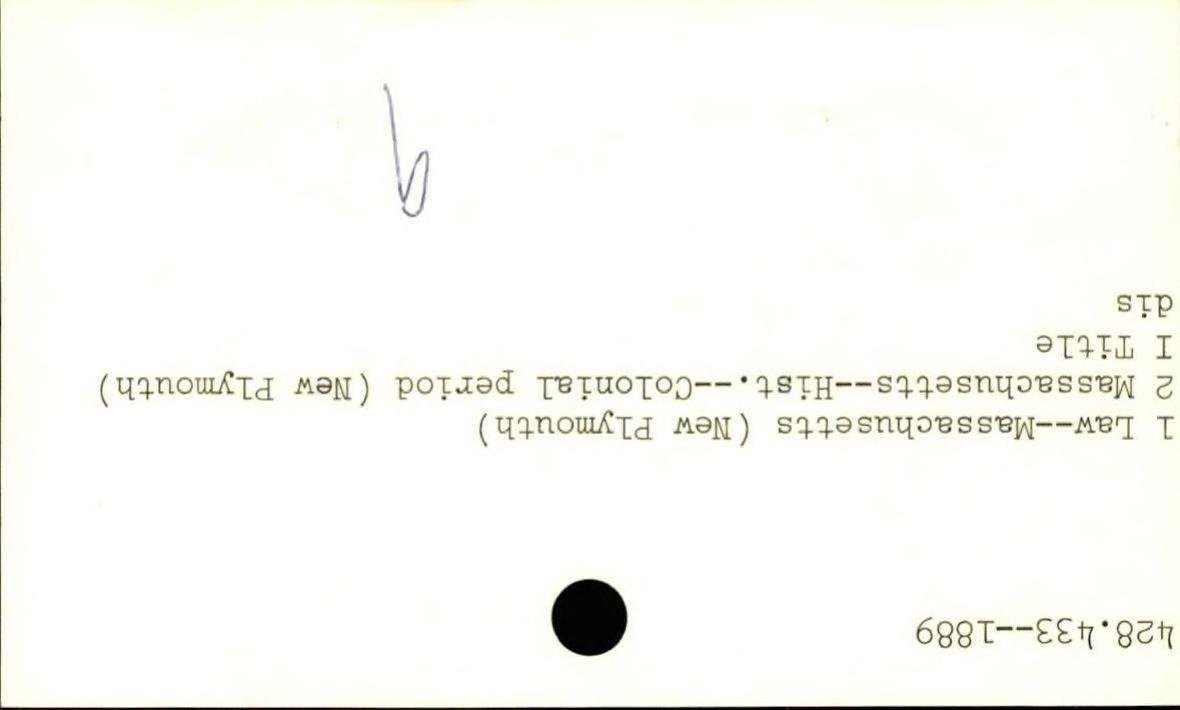 428.433--1889
1 Law--Massachusetts (New Plymouth)
2 Massachusetts--Hist.--Colonial period (New Plymouth)
I Title
dis